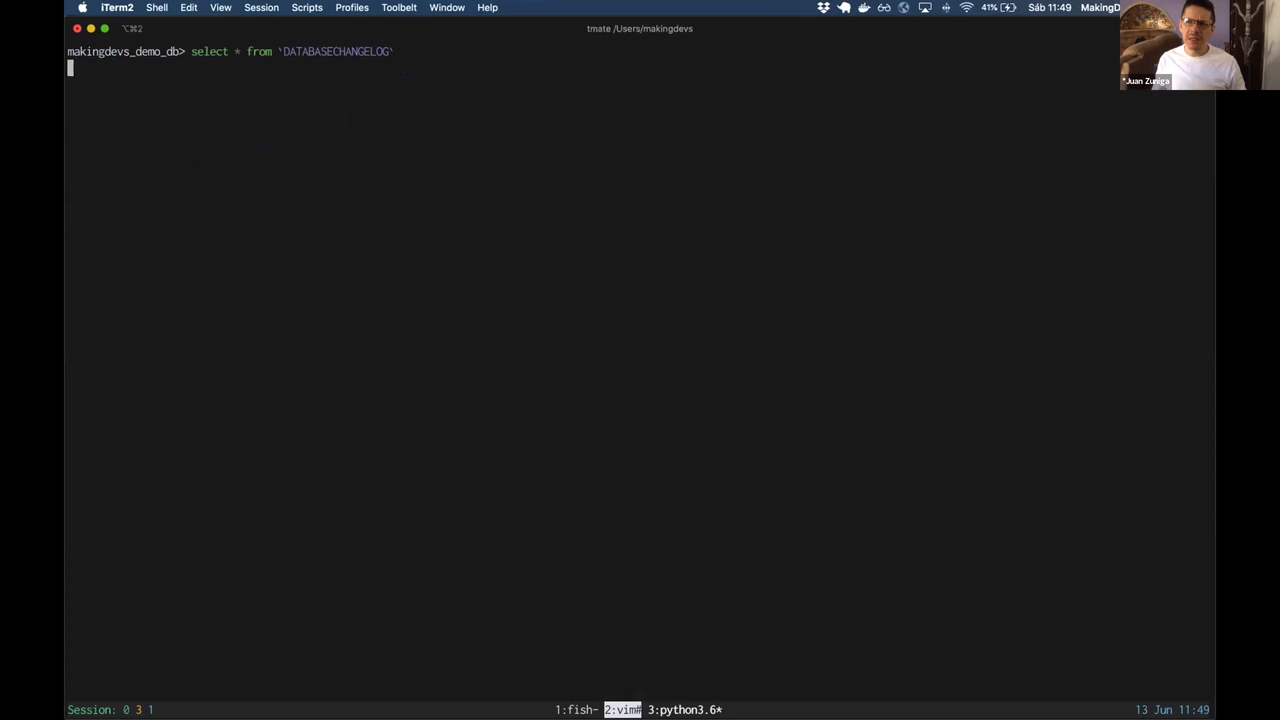 iTerm2 Shell Edit View Session Scripts Profiles Toolbelt Window Help 41% Sáb 11:49 MakingD
⌥⌘2 tmate /Users/makingdevs
*Juan Zuniga
makingdevs_demo_db> select * from `DATABASECHANGELOG`
Session: 0 3 1 1:fish- 2:vim# 3:python3.6* 13 Jun 11:49